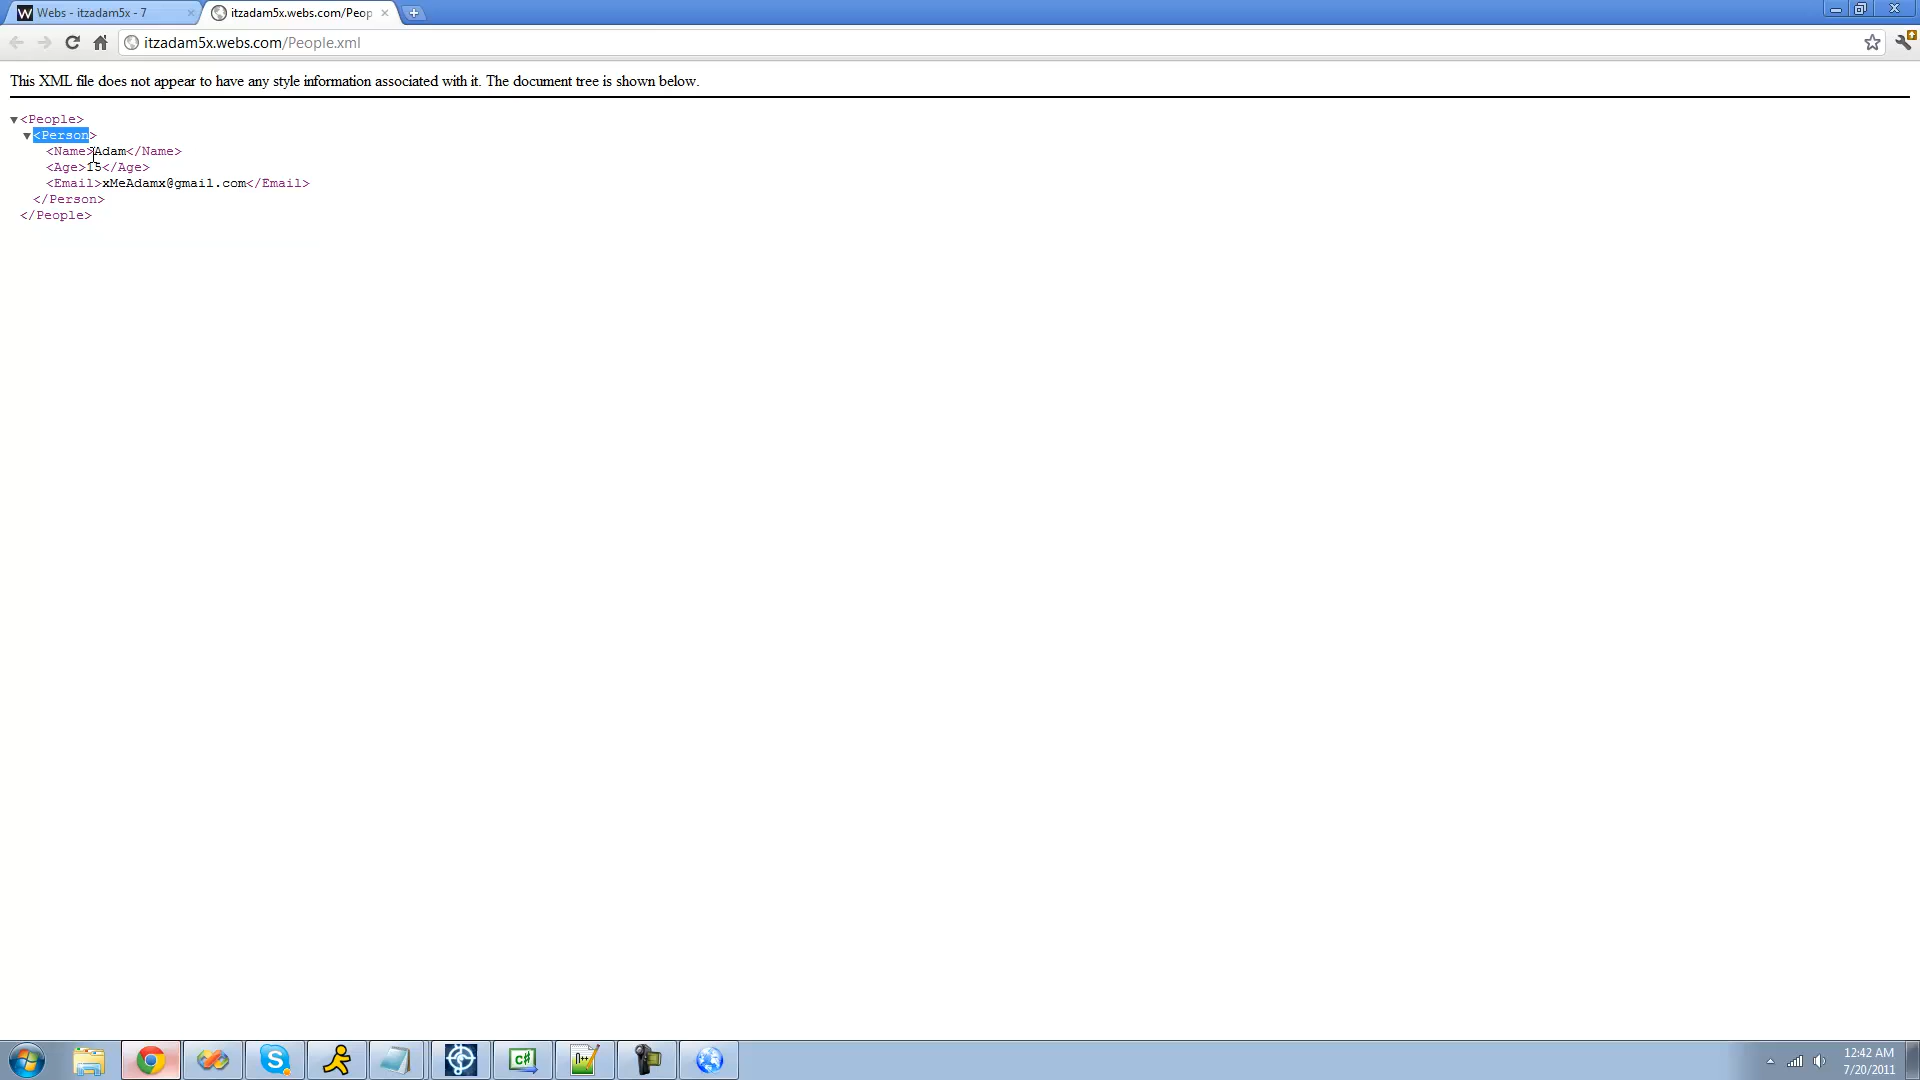 Webs - itzadam5x - 7
itzadam5x.webs.com/Peop
itzadam5x.webs.com/People.xml
This XML file does not appear to have any style information associated with it. The document tree is shown below.
<People>
<Person>
<Name>Adam</Name>
<Age>15</Age>
<Email>xMeAdamx@gmail.com</Email>
</Person>
</People>
12:42 AM
7/20/2011